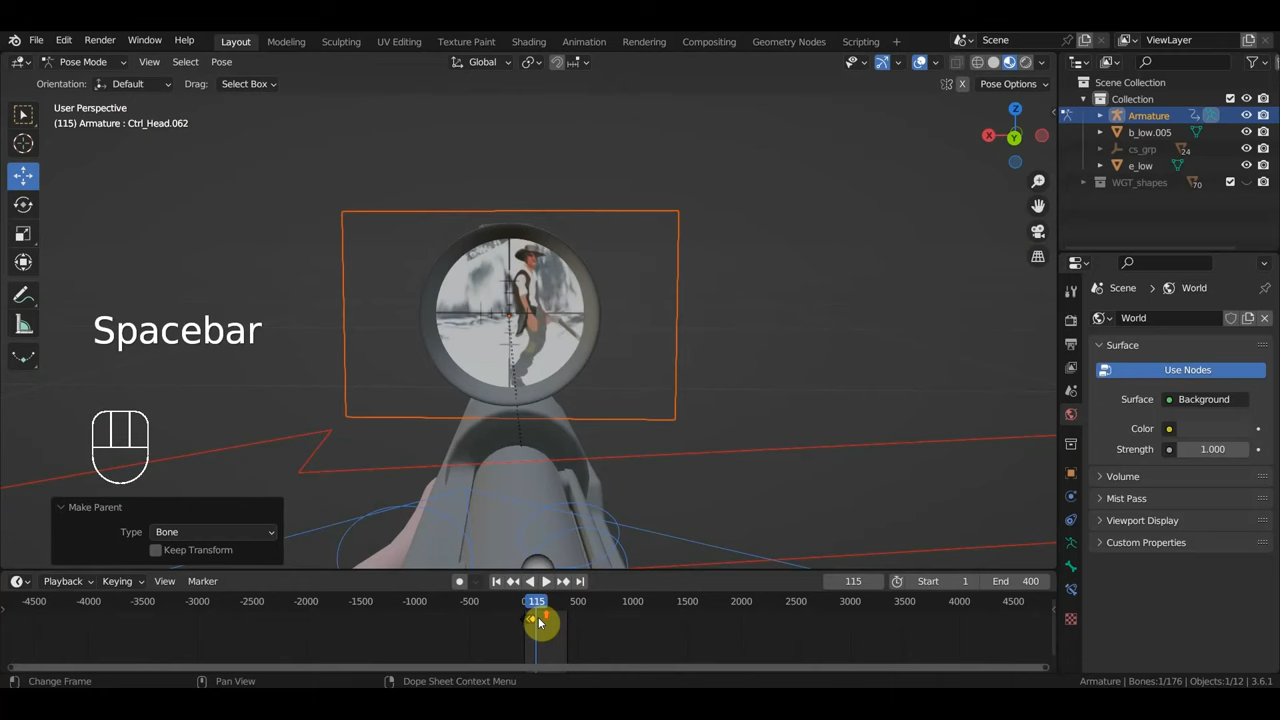 File Edit Render Window Help Layout Modeling Sculpting UV Editing Texture Paint Shading Animation Rendering Compositing Geometry Nodes Scripting + Scene ViewLayer
Pose Mode View Select Pose Global
Orientation: Default Drag: Select Box X Pose Options
User Perspective
(115) Armature : Ctrl_Head.062
Z
X
Y
Scene Collection
Collection
Armature
b_low.005
cs_grp 24
e_low
WGT_shapes 70
Scene World
World
Surface
Use Nodes
Surface Background
Color
Strength 1.000
Volume
Mist Pass
Viewport Display
Custom Properties
Spacebar
Make Parent
Type Bone
Keep Transform
Playback Keying View Marker 115 Start 1 End 400
-4500 -4000 -3500 -3000 -2500 -2000 -1500 -1000 -500 0 115 500 1000 1500 2000 2500 3000 3500 4000 4500
Change Frame Pan View Dope Sheet Context Menu Armature | Bones:1/176 | Objects:1/12 | 3.6.1